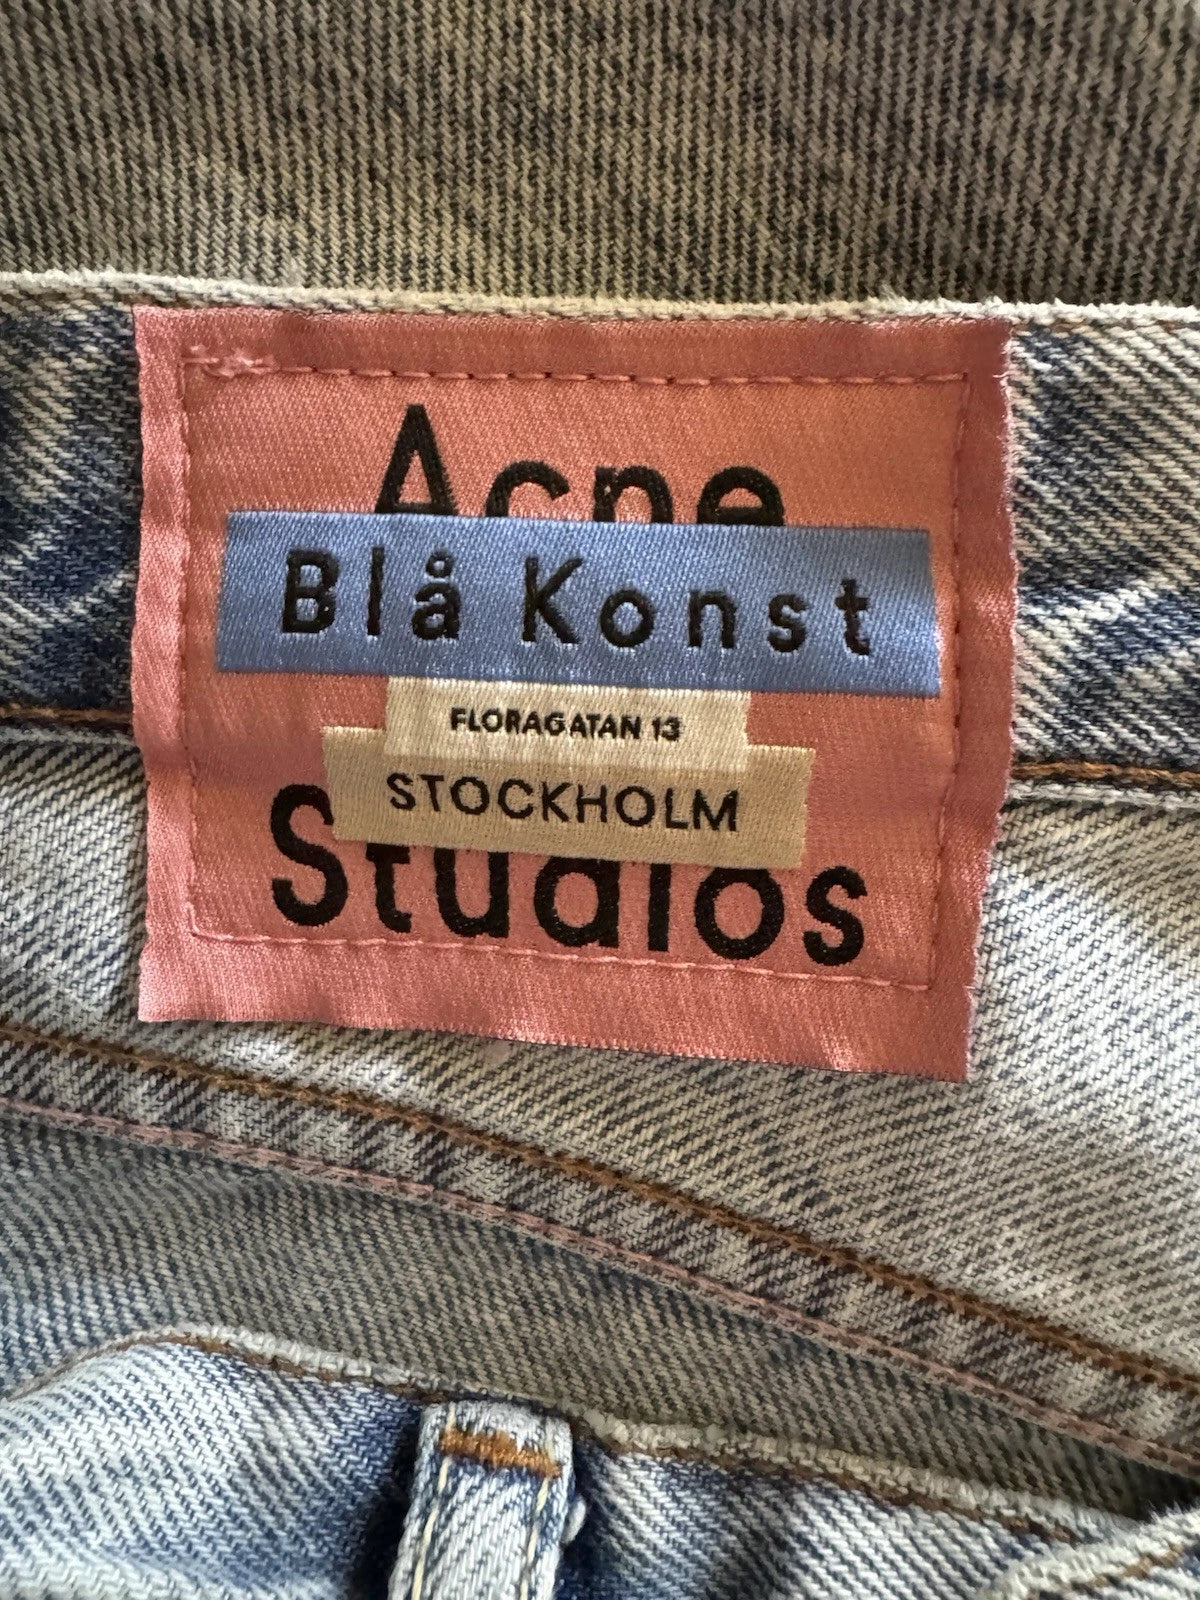 Acne
Blå Konst
FLORAGATAN 13
STOCKHOLM
Studios